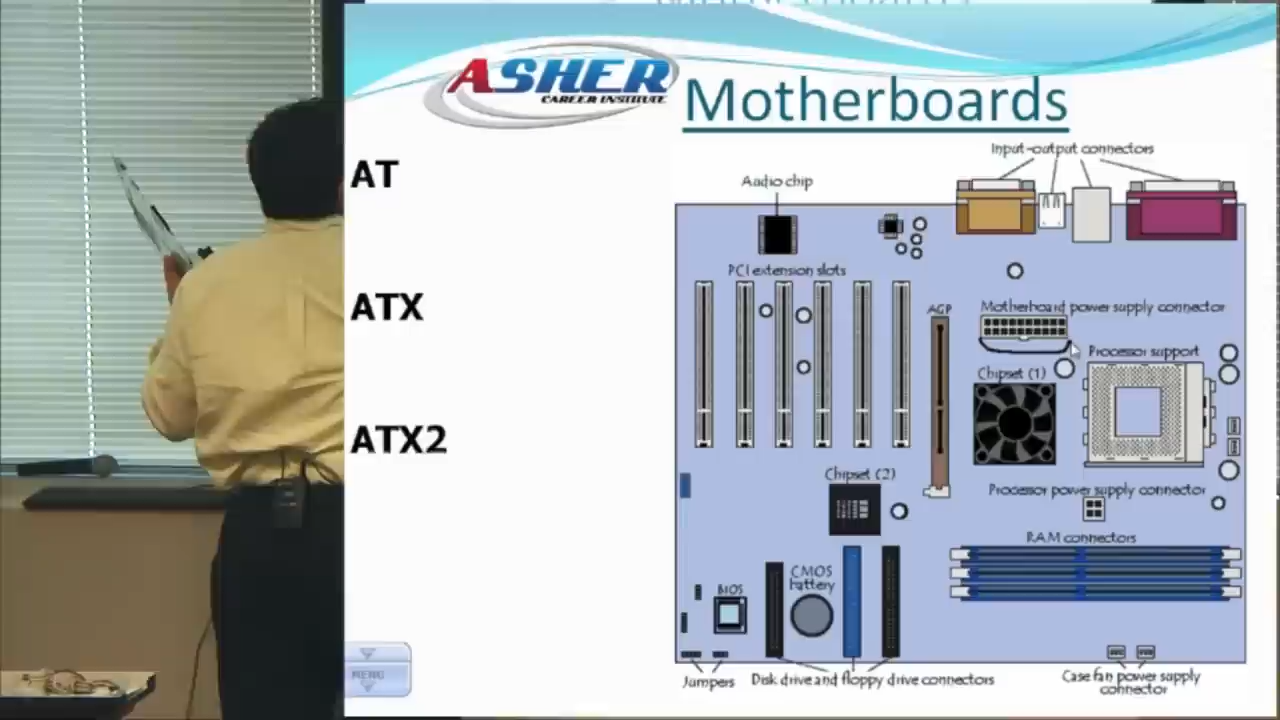 ASHER
CAREER INSTITUTE
Motherboards
AT
ATX
ATX2
Input-output connectors
Audio chip
PCI extension slots
AGP
Motherboard power supply connector
Processor support
Chipset (1)
Chipset (2)
Processor power supply connector
RAM connectors
CMOS
battery
BIOS
Jumpers
Disk drive and floppy drive connectors
Case fan power supply
connector
MENU